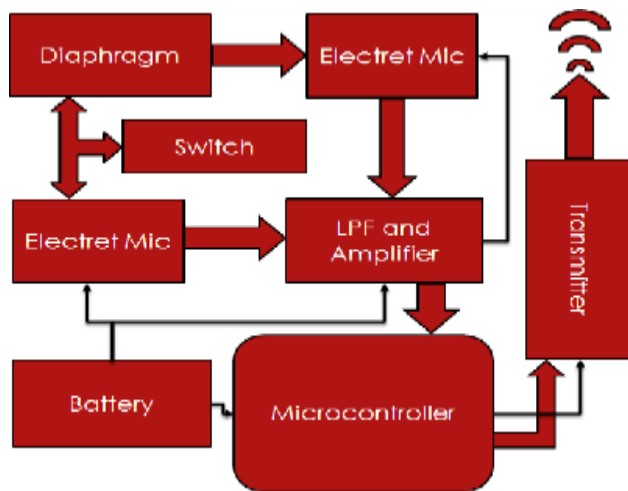 Diaphragm
Electret Mic
Switch
Electret Mic
LPF and
Amplifier
Transmitter
Battery
Microcontroller